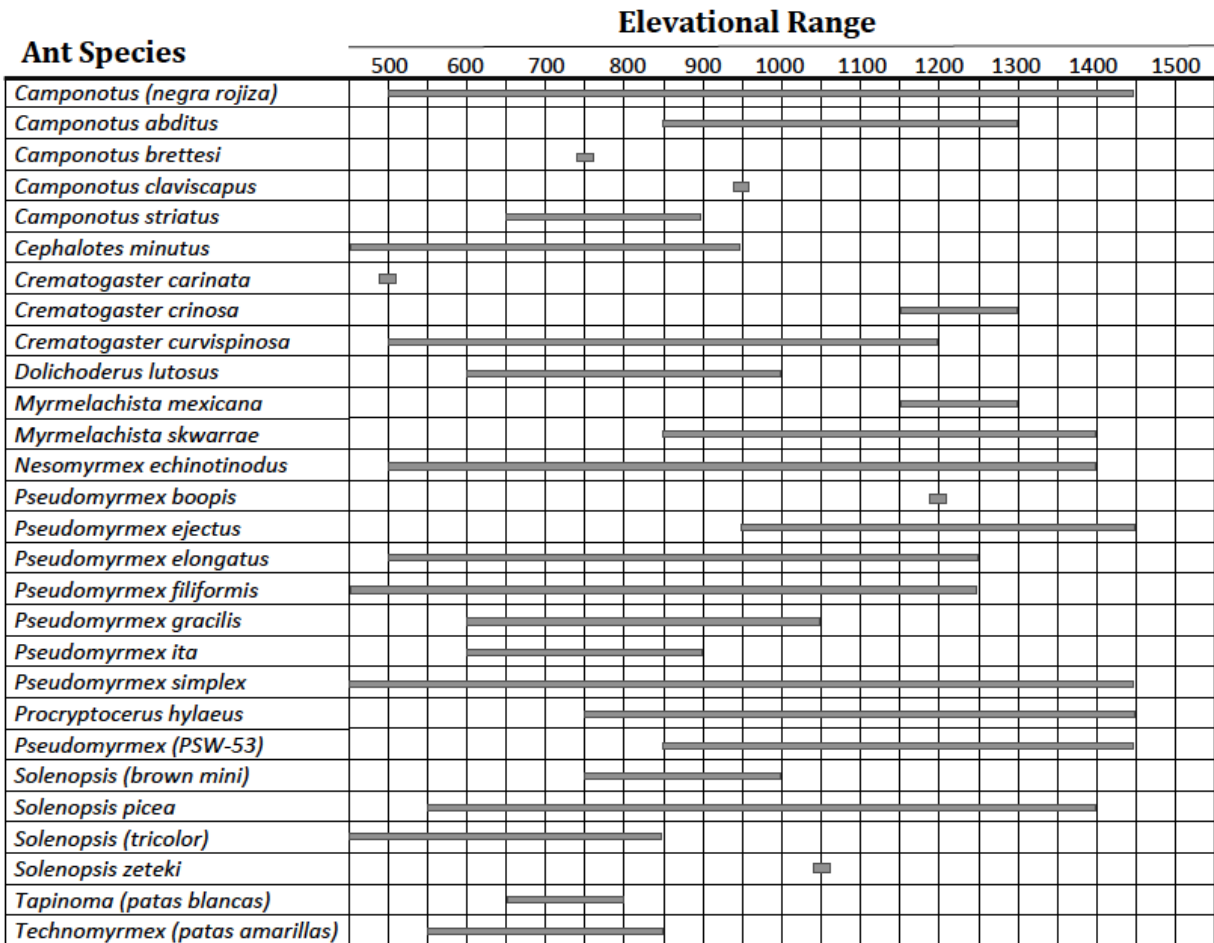 Elevational Range
Ant Species
500 600 700 800 900 1000 1100 1200 1300 1400 1500
Camponotus (negra rojiza)
Camponotus abditus
Camponotus brettesi
Camponotus claviscapus
Camponotus striatus
Cephalotes minutus
Crematogaster carinata
Crematogaster crinosa
Crematogaster curvispinosa
Dolichoderus lutosus
Myrmelachista mexicana
Myrmelachista skwarrae
Nesomyrmex echinotinodus
Pseudomyrmex boopis
Pseudomyrmex ejectus
Pseudomyrmex elongatus
Pseudomyrmex filiformis
Pseudomyrmex gracilis
Pseudomyrmex ita
Pseudomyrmex simplex
Procryptocerus hylaeus
Pseudomyrmex (PSW-53)
Solenopsis (brown mini)
Solenopsis picea
Solenopsis (tricolor)
Solenopsis zeteki
Tapinoma (patas blancas)
Technomyrmex (patas amarillas)